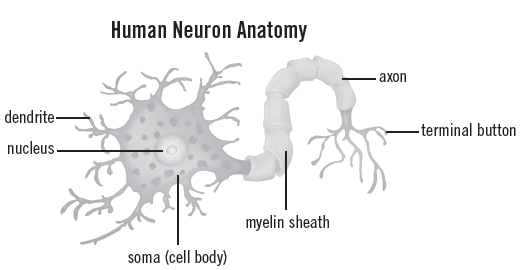 Human Neuron Anatomy
axon
dendrite
terminal button
nucleus
myelin sheath
soma (cell body)